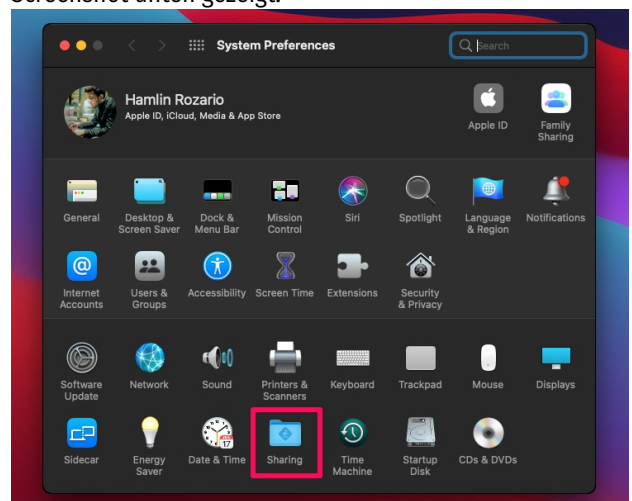 Screenshot unten gezeigt.
System Preferences
Search
Hamlin Rozario
Apple ID, iCloud, Media & App Store
Apple ID
Family
Sharing
General
Desktop &
Screen Saver
Dock &
Menu Bar
Mission
Control
Siri
Spotlight
Language
& Region
Notifications
Internet
Accounts
Users &
Groups
Accessibility
Screen Time
Extensions
Security
& Privacy
Software
Update
Network
Sound
Printers &
Scanners
Keyboard
Trackpad
Mouse
Displays
Sidecar
Energy
Saver
Date & Time
Sharing
Time
Machine
Startup
Disk
CDs & DVDs